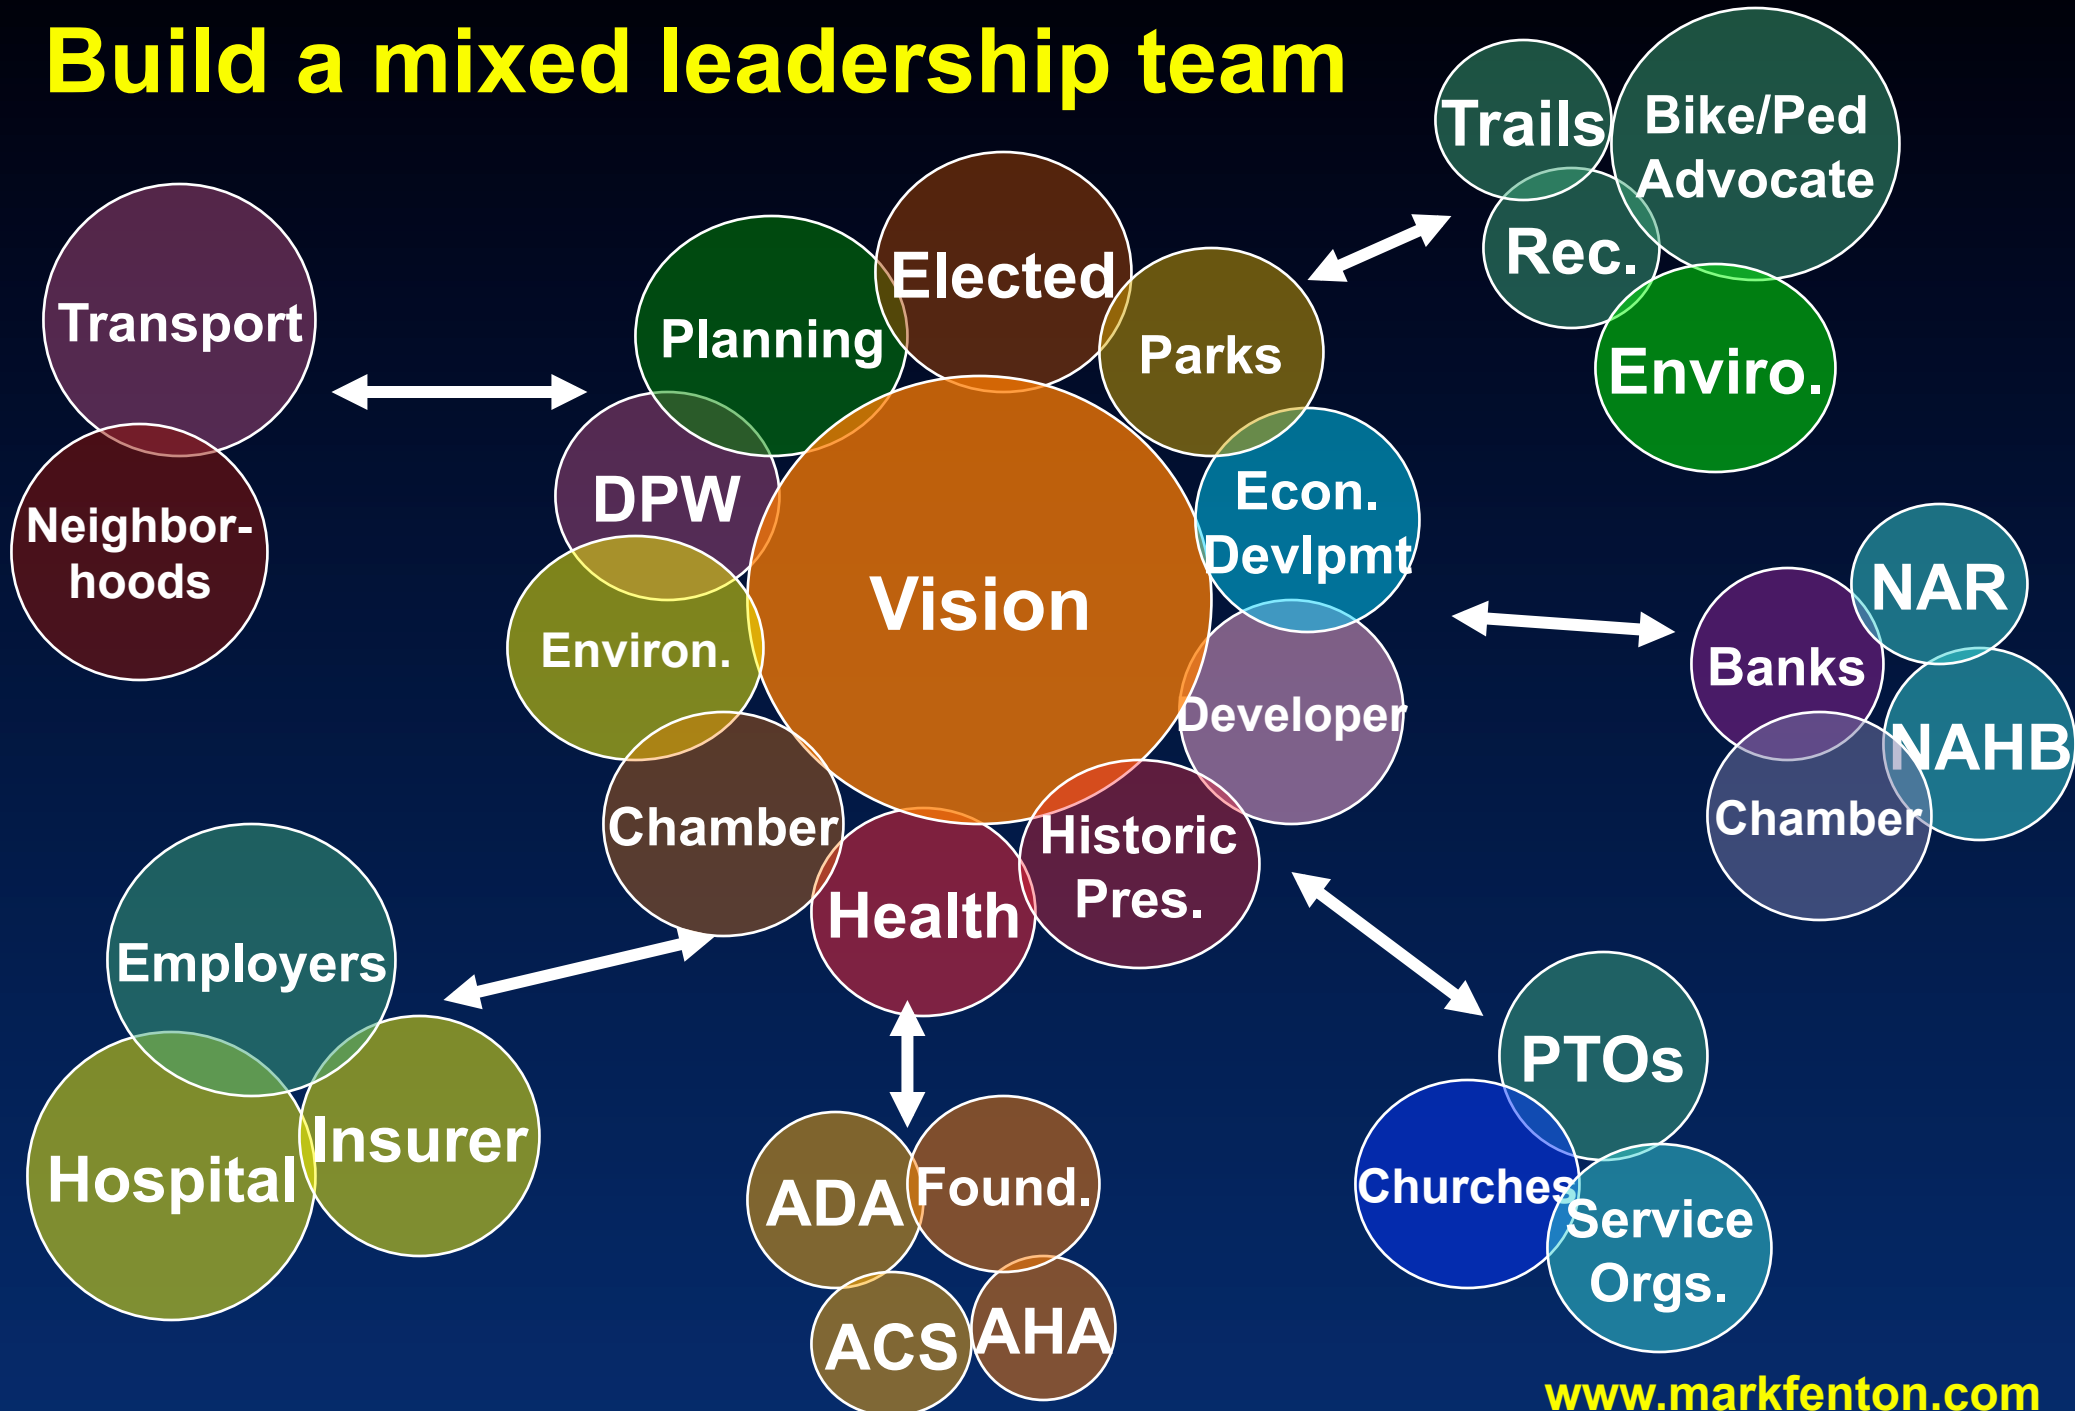 Build a mixed leadership team
Trails
Bike/Ped
Advocate
Rec.
Enviro.
Transport
Neighbor-
hoods
Elected
Planning
Parks
DPW
Econ.
Devlpmt
Vision
Environ.
Developer
Chamber
Health
Historic
Pres.
NAR
Banks
NAHB
Chamber
Employers
Hospital
Insurer
ADA
Found.
ACS
AHA
PTOs
Churches
Service
Orgs.
www.markfenton.com